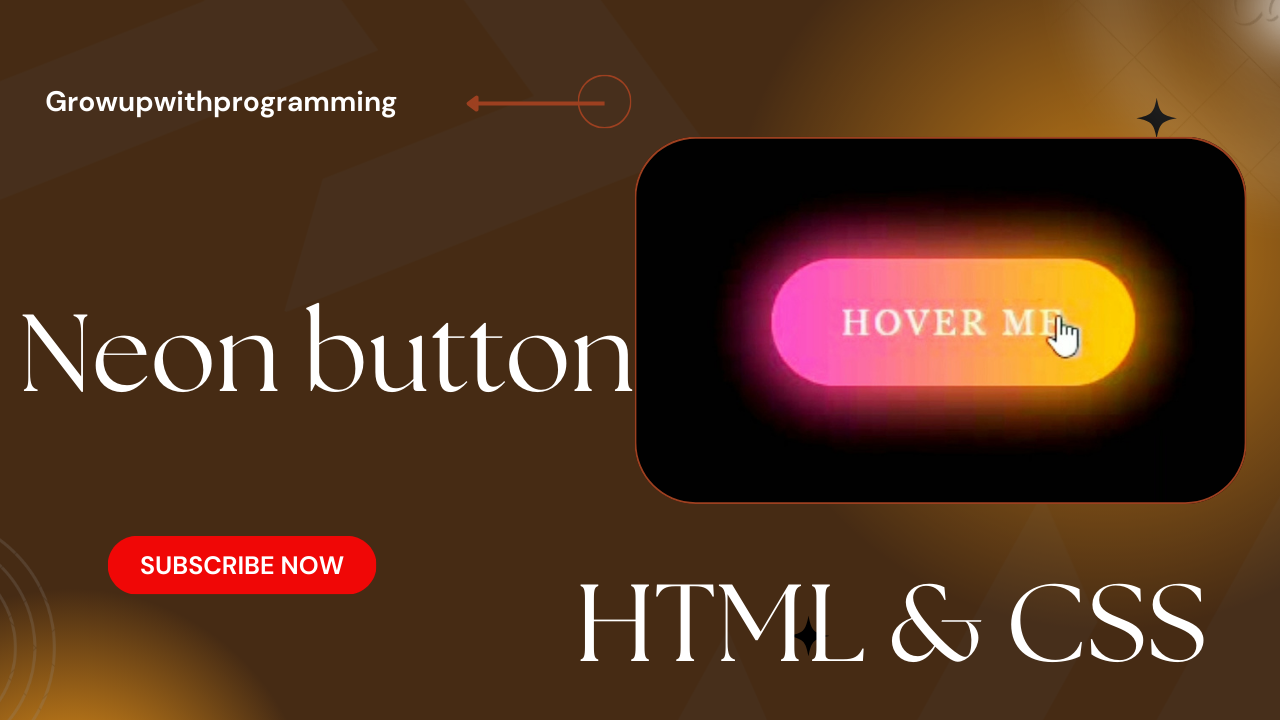 Growupwithprogramming
HOVER ME
Neon button
SUBSCRIBE NOW
HTML & CSS